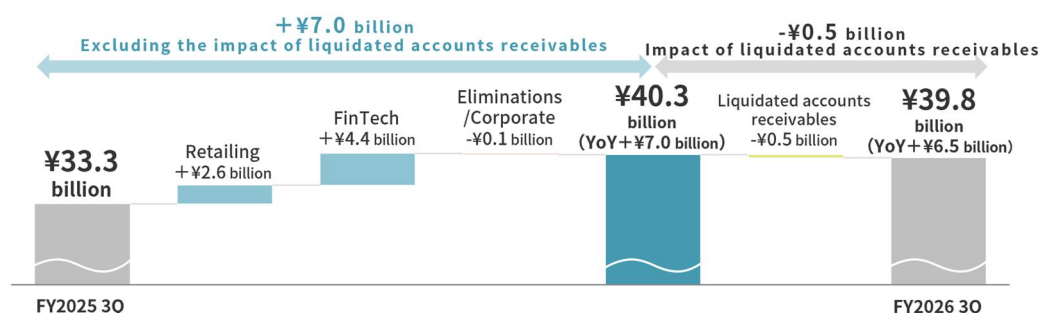 +¥7.0 billion
Excluding the impact of liquidated accounts receivables
-¥0.5 billion
Impact of liquidated accounts receivables
¥33.3
billion
Retailing
+¥2.6 billion
FinTech
+¥4.4 billion
Eliminations
/Corporate
-¥0.1 billion
¥40.3
billion
(YoY+¥7.0 billion)
Liquidated accounts
receivables
-¥0.5 billion
¥39.8
billion
(YoY+¥6.5 billion)
FY2025 3Q
FY2026 3Q